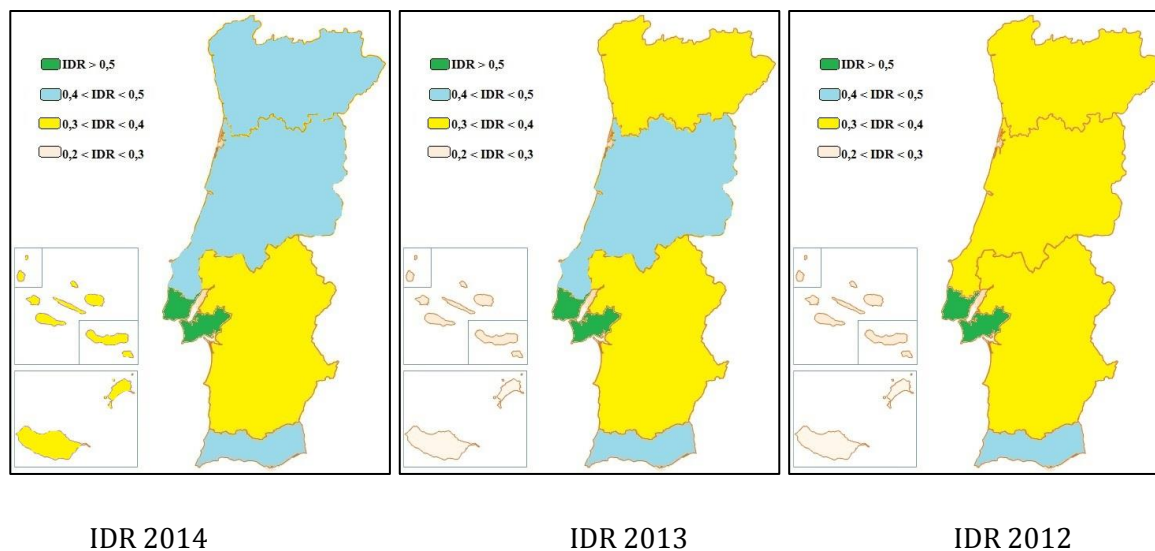 IDR > 0,5
0,4 < IDR < 0,5
0,3 < IDR < 0,4
0,2 < IDR < 0,3
IDR > 0,5
0,4 < IDR < 0,5
0,3 < IDR < 0,4
0,2 < IDR < 0,3
IDR > 0,5
0,4 < IDR < 0,5
0,3 < IDR < 0,4
0,2 < IDR < 0,3
IDR 2014
IDR 2013
IDR 2012